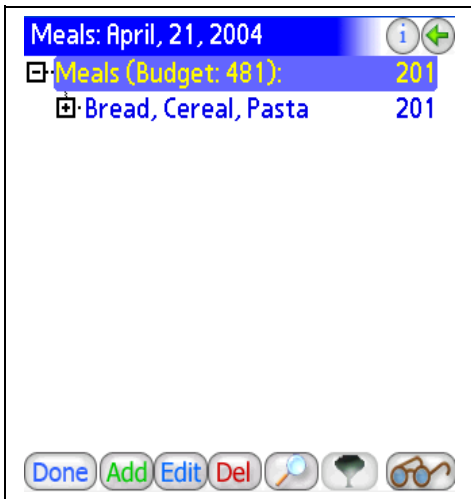 Meals: April, 21, 2004 i
Meals (Budget: 481): 201
Bread, Cereal, Pasta 201
Done Add Edit Del